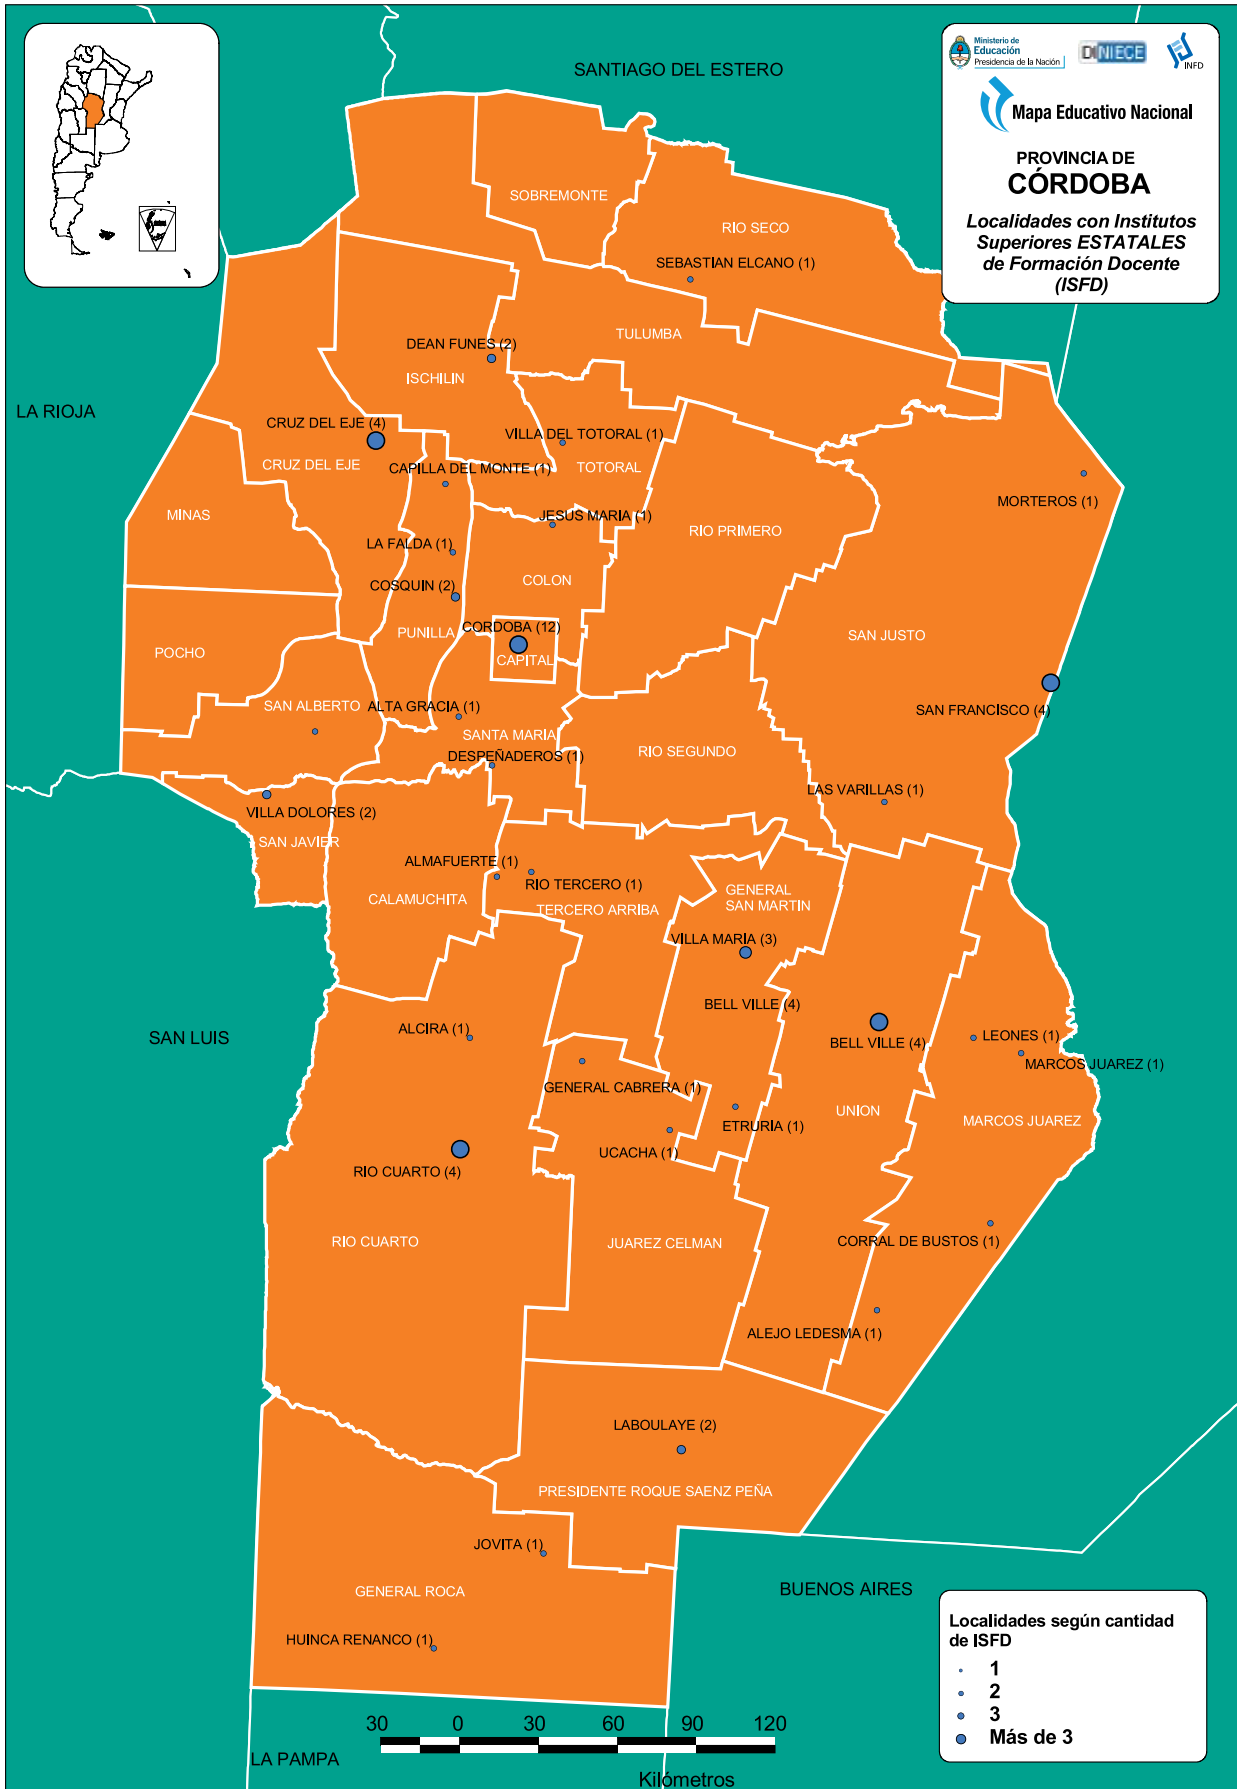 SANTIAGO DEL ESTERO
Ministerio de
Educación
Presidencia de la Nación
DiNIECE
INFD
Mapa Educativo Nacional
PROVINCIA DE
CÓRDOBA
Localidades con Institutos
Superiores ESTATALES
de Formación Docente
(ISFD)
SOBREMONTE
RIO SECO
SEBASTIAN ELCANO (1)
TULUMBA
DEAN FUNES (2)
ISCHILIN
LA RIOJA
CRUZ DEL EJE (4)
CRUZ DEL EJE
VILLA DEL TOTORAL (1)
TOTORAL
CAPILLA DEL MONTE (1)
MORTEROS (1)
MINAS
JESUS MARIA (1)
RIO PRIMERO
LA FALDA (1)
COLON
COSQUIN (2)
PUNILLA
CORDOBA (12)
CAPITAL
SAN JUSTO
POCHO
SAN ALBERTO
ALTA GRACIA (1)
SAN FRANCISCO (4)
SANTA MARIA
DESPEÑADEROS (1)
RIO SEGUNDO
LAS VARILLAS (1)
VILLA DOLORES (2)
SAN JAVIER
ALMAFUERTE (1)
RIO TERCERO (1)
CALAMUCHITA
TERCERO ARRIBA
GENERAL
SAN MARTIN
VILLA MARIA (3)
BELL VILLE (4)
SAN LUIS
ALCIRA (1)
BELL VILLE (4)
LEONES (1)
MARCOS JUAREZ (1)
GENERAL CABRERA (1)
UNION
ETRURIA (1)
MARCOS JUAREZ
UCACHA (1)
RIO CUARTO (4)
RIO CUARTO
JUAREZ CELMAN
CORRAL DE BUSTOS (1)
ALEJO LEDESMA (1)
LABOULAYE (2)
PRESIDENTE ROQUE SAENZ PEÑA
JOVITA (1)
GENERAL ROCA
BUENOS AIRES
HUINCA RENANCO (1)
Localidades según cantidad
de ISFD
1
2
3
Más de 3
30 0 30 60 90 120
LA PAMPA
Kilómetros